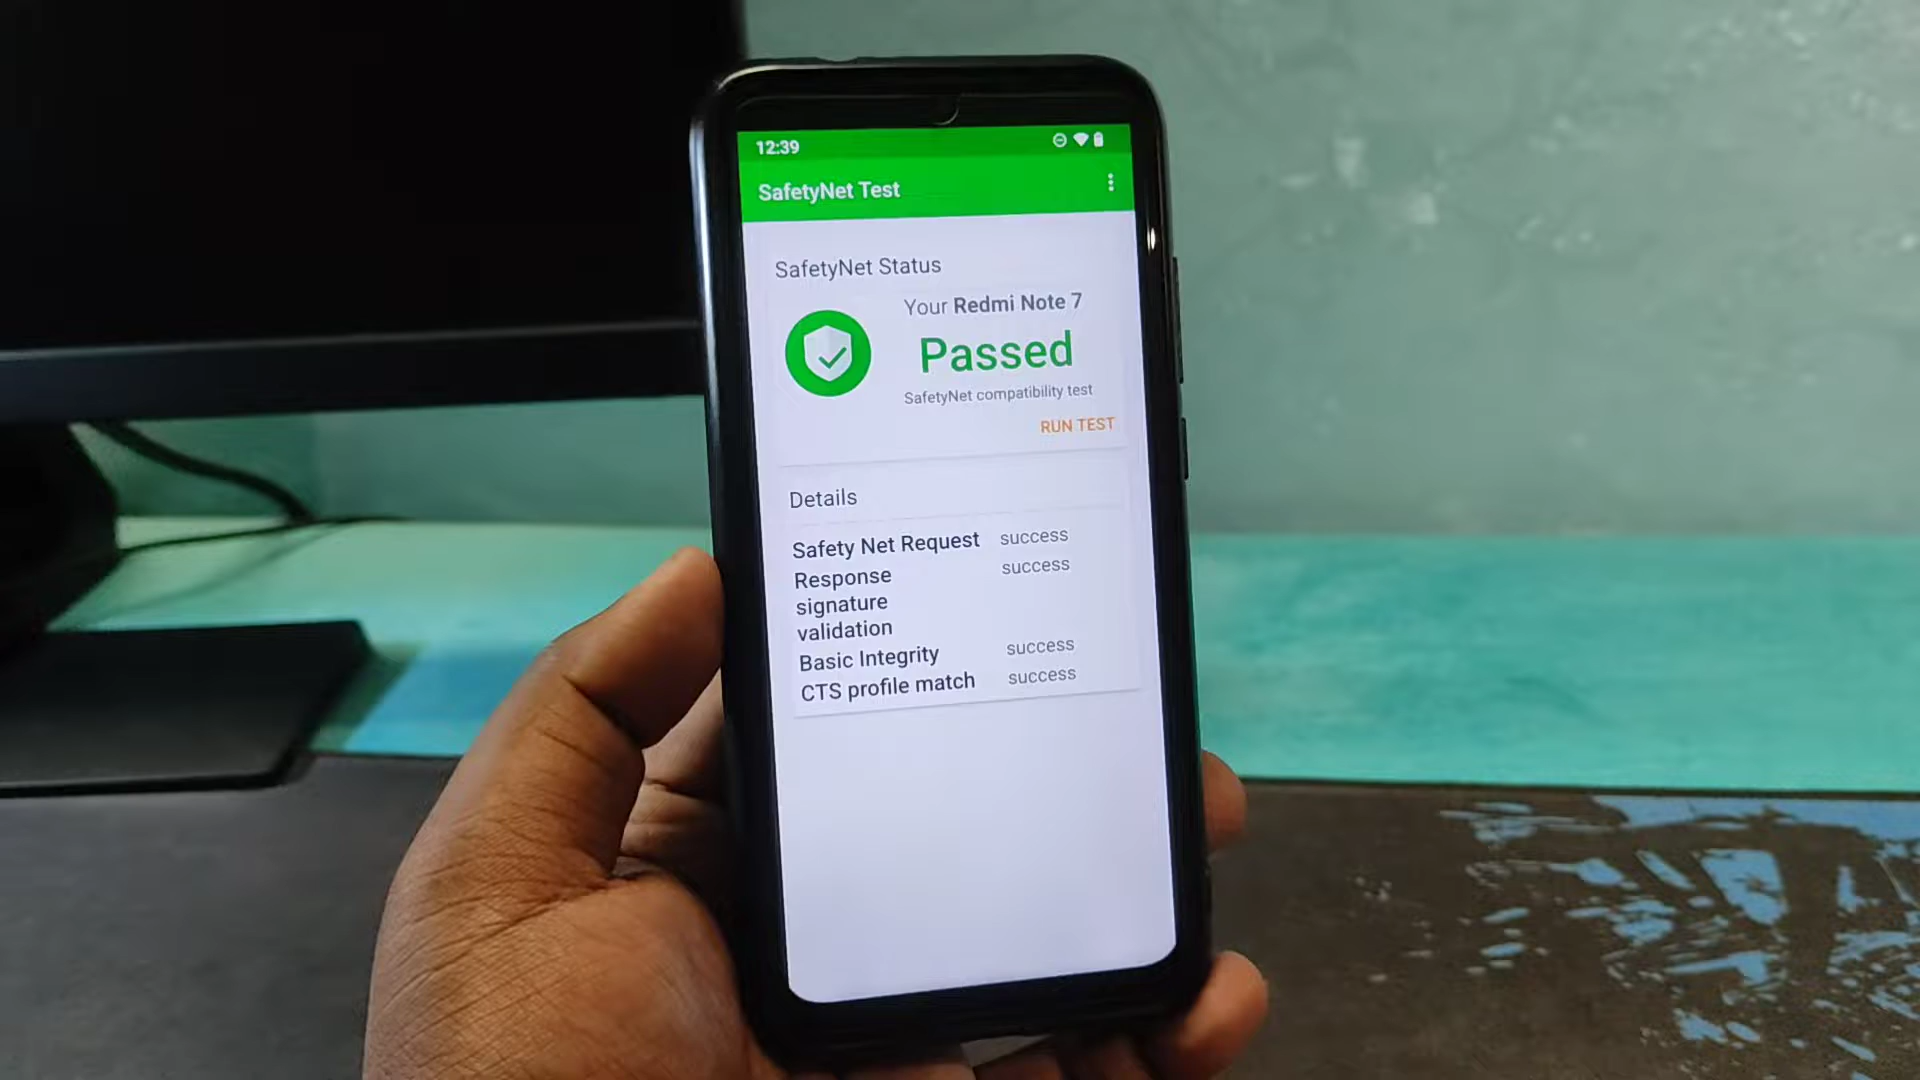 12:39
SafetyNet Test
SafetyNet Status
Your Redmi Note 7
Passed
SafetyNet compatibility test
RUN TEST
Details
Safety Net Request success
Response success
signature
validation
Basic Integrity success
CTS profile match success